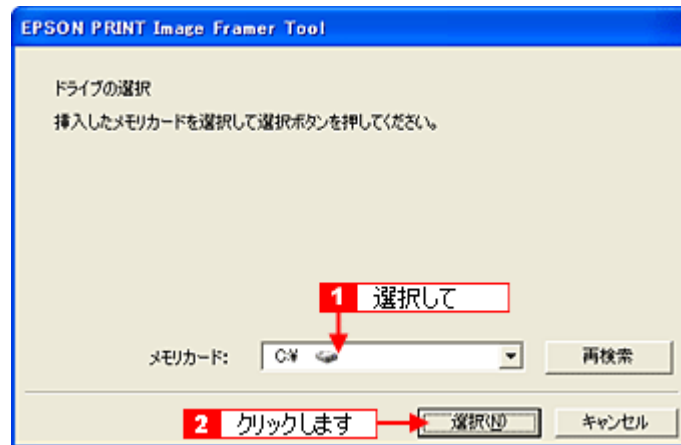 EPSON PRINT Image Framer Tool
ドライブの選択
挿入したメモリカードを選択して選択ボタンを押してください。
1 選択して
メモリカード: C:¥ 再検索
2 クリックします 選択(N) キャンセル